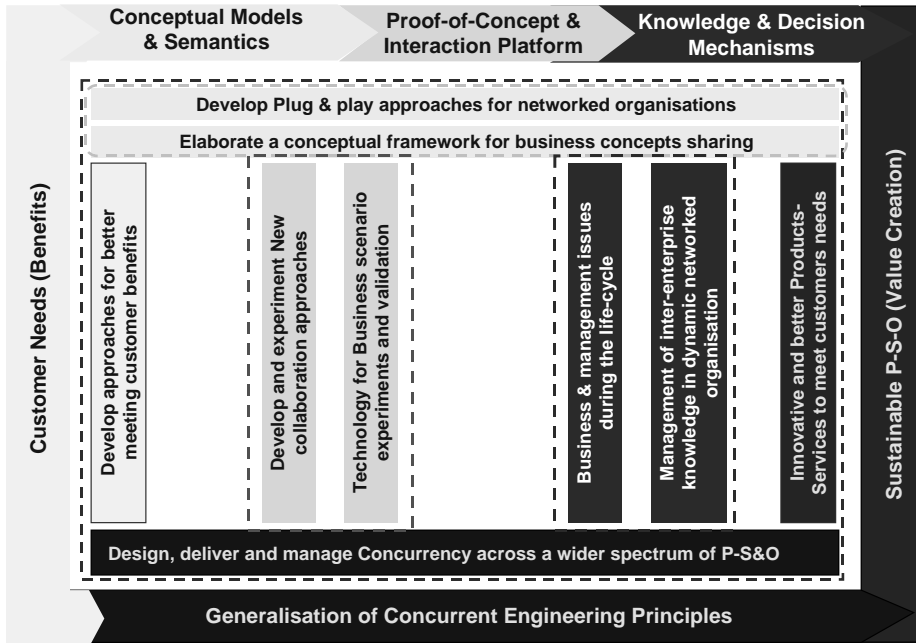 Conceptual Models
& Semantics
Proof-of-Concept &
Interaction Platform
Knowledge & Decision
Mechanisms
Customer Needs (Benefits)
Develop Plug & play approaches for networked organisations
Elaborate a conceptual framework for business concepts sharing
Develop approaches for better
meeting customer benefits
Develop and experiment New
collaboration approaches
Technology for Business scenario
experiments and validation
Business & management issues
during the life-cycle
Management of inter-enterprise
knowledge in dynamic networked
organisation
Innovative and better Products-
Services to meet customers needs
Sustainable P-S-O (Value Creation)
Design, deliver and manage Concurrency across a wider spectrum of P-S&O
Generalisation of Concurrent Engineering Principles